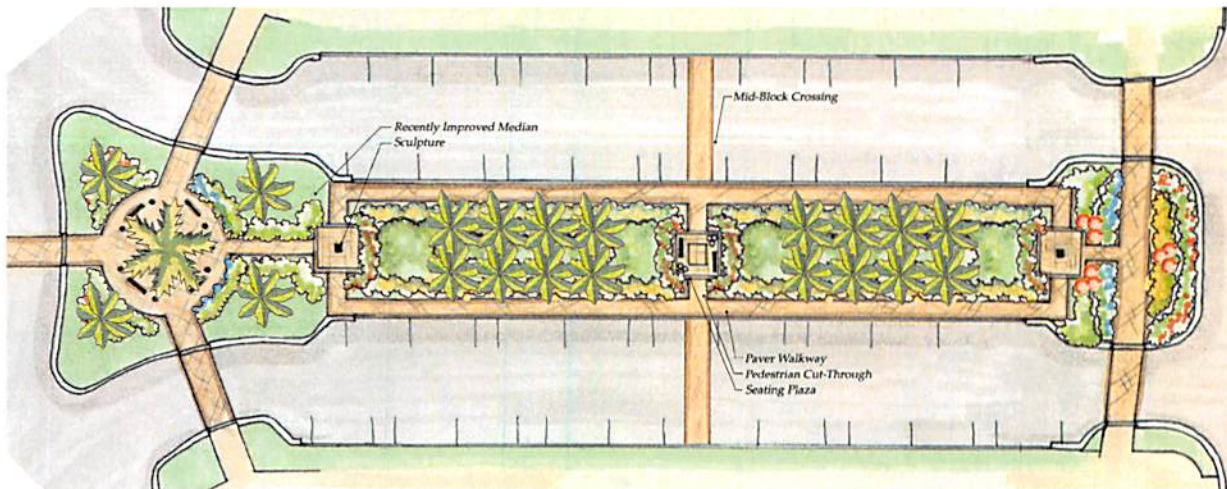 Mid-Block Crossing
Recently Improved Median
Sculpture
Paver Walkway
Pedestrian Cut-Through
Seating Plaza